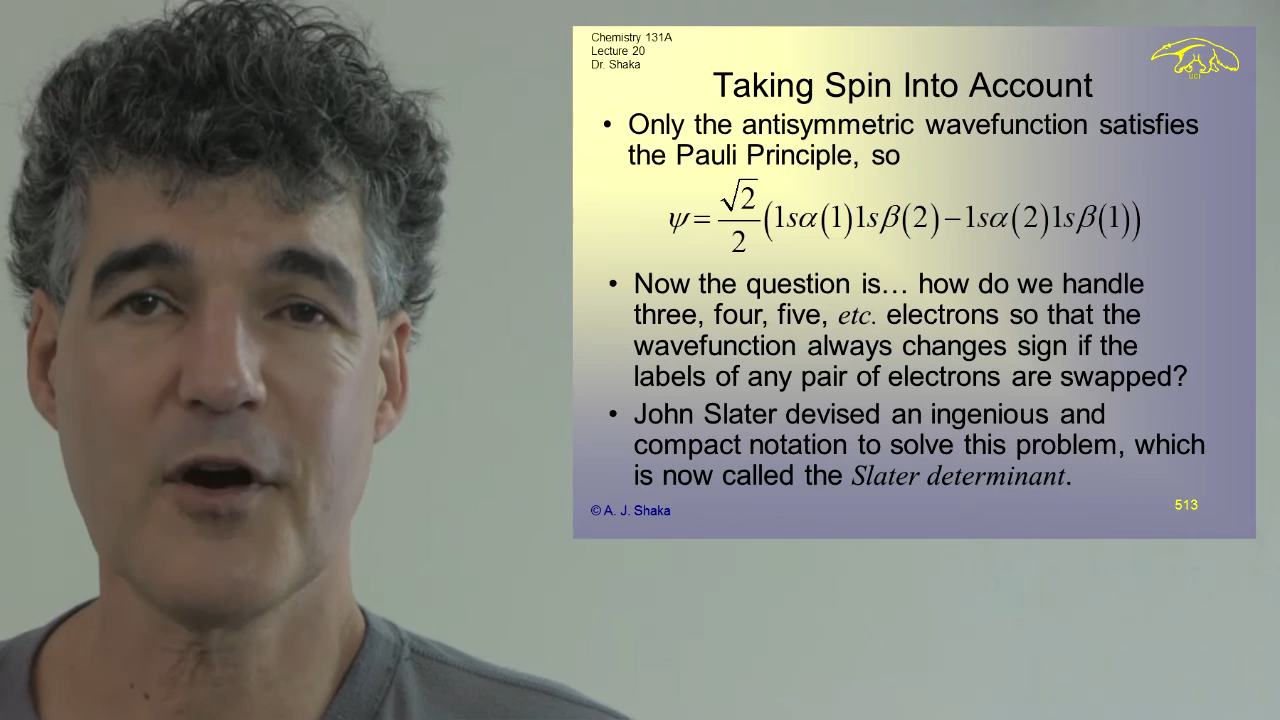 Chemistry 131A
Lecture 20
Dr. Shaka
UCI
Taking Spin Into Account
• Only the antisymmetric wavefunction satisfies
the Pauli Principle, so
ψ = √2/2 (1sα(1)1sβ(2) − 1sα(2)1sβ(1))
• Now the question is… how do we handle
three, four, five, etc. electrons so that the
wavefunction always changes sign if the
labels of any pair of electrons are swapped?
• John Slater devised an ingenious and
compact notation to solve this problem, which
is now called the Slater determinant.
© A. J. Shaka
513